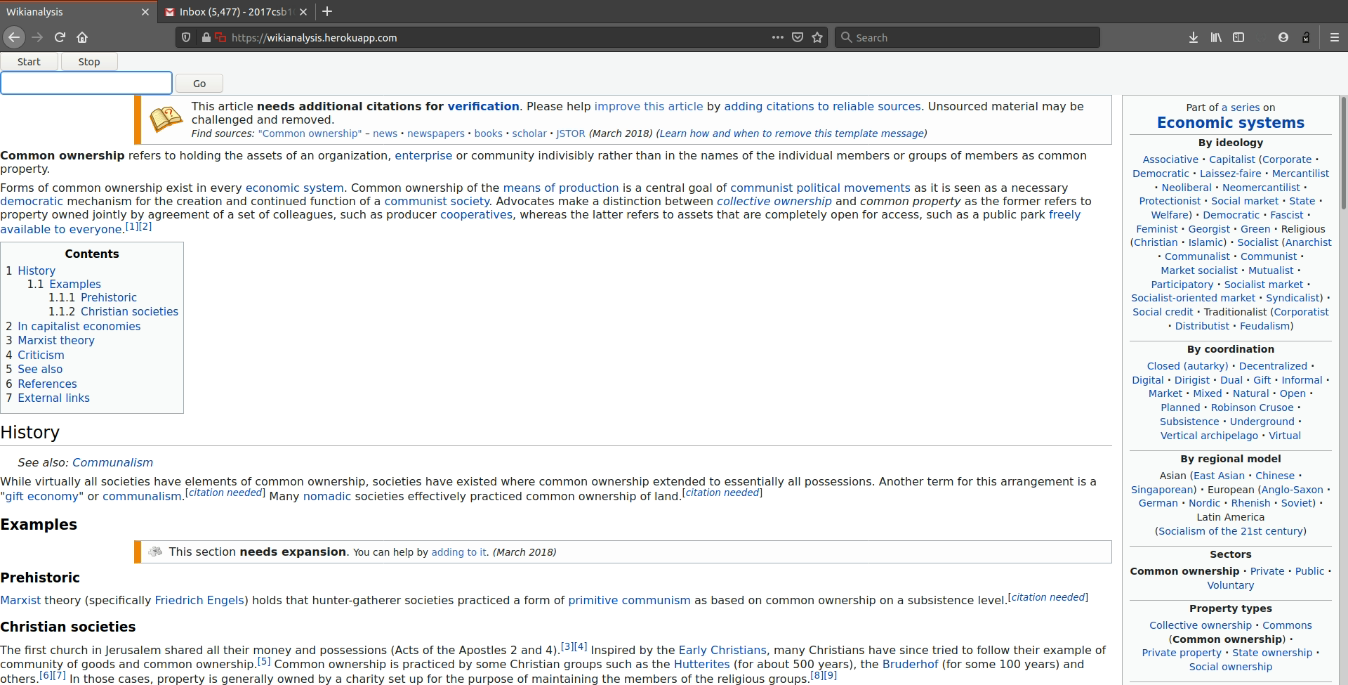 Wikianalysis
Inbox (5,477) - 2017csb1
https://wikianalysis.herokuapp.com
Search
Start Stop
Go
This article needs additional citations for verification. Please help improve this article by adding citations to reliable sources. Unsourced material may be
challenged and removed.
Find sources: "Common ownership" – news · newspapers · books · scholar · JSTOR (March 2018) (Learn how and when to remove this template message)
Common ownership refers to holding the assets of an organization, enterprise or community indivisibly rather than in the names of the individual members or groups of members as common
property.
Forms of common ownership exist in every economic system. Common ownership of the means of production is a central goal of communist political movements as it is seen as a necessary
democratic mechanism for the creation and continued function of a communist society. Advocates make a distinction between collective ownership and common property as the former refers to
property owned jointly by agreement of a set of colleagues, such as producer cooperatives, whereas the latter refers to assets that are completely open for access, such as a public park freely
available to everyone.[1][2]
Contents
1 History
1.1 Examples
1.1.1 Prehistoric
1.1.2 Christian societies
2 In capitalist economies
3 Marxist theory
4 Criticism
5 See also
6 References
7 External links
History
See also: Communalism
While virtually all societies have elements of common ownership, societies have existed where common ownership extended to essentially all possessions. Another term for this arrangement is a
"gift economy" or communalism.[citation needed] Many nomadic societies effectively practiced common ownership of land.[citation needed]
Examples
This section needs expansion. You can help by adding to it. (March 2018)
Prehistoric
Marxist theory (specifically Friedrich Engels) holds that hunter-gatherer societies practiced a form of primitive communism as based on common ownership on a subsistence level.[citation needed]
Christian societies
The first church in Jerusalem shared all their money and possessions (Acts of the Apostles 2 and 4).[3][4] Inspired by the Early Christians, many Christians have since tried to follow their example of
community of goods and common ownership.[5] Common ownership is practiced by some Christian groups such as the Hutterites (for about 500 years), the Bruderhof (for some 100 years) and
others.[6][7] In those cases, property is generally owned by a charity set up for the purpose of maintaining the members of the religious groups.[8][9]
Part of a series on
Economic systems
By ideology
Associative · Capitalist (Corporate ·
Democratic · Laissez-faire · Mercantilist
· Neoliberal · Neomercantilist ·
Protectionist · Social market · State ·
Welfare) · Democratic · Fascist ·
Feminist · Georgist · Green · Religious
(Christian · Islamic) · Socialist (Anarchist
· Communalist · Communist ·
Market socialist · Mutualist ·
Participatory · Socialist market ·
Socialist-oriented market · Syndicalist) ·
Social credit · Traditionalist (Corporatist
· Distributist · Feudalism)
By coordination
Closed (autarky) · Decentralized ·
Digital · Dirigist · Dual · Gift · Informal ·
Market · Mixed · Natural · Open ·
Planned · Robinson Crusoe ·
Subsistence · Underground ·
Vertical archipelago · Virtual
By regional model
Asian (East Asian · Chinese ·
Singaporean) · European (Anglo-Saxon ·
German · Nordic · Rhenish · Soviet) ·
Latin America
(Socialism of the 21st century)
Sectors
Common ownership · Private · Public ·
Voluntary
Property types
Collective ownership · Commons
(Common ownership) ·
Private property · State ownership ·
Social ownership